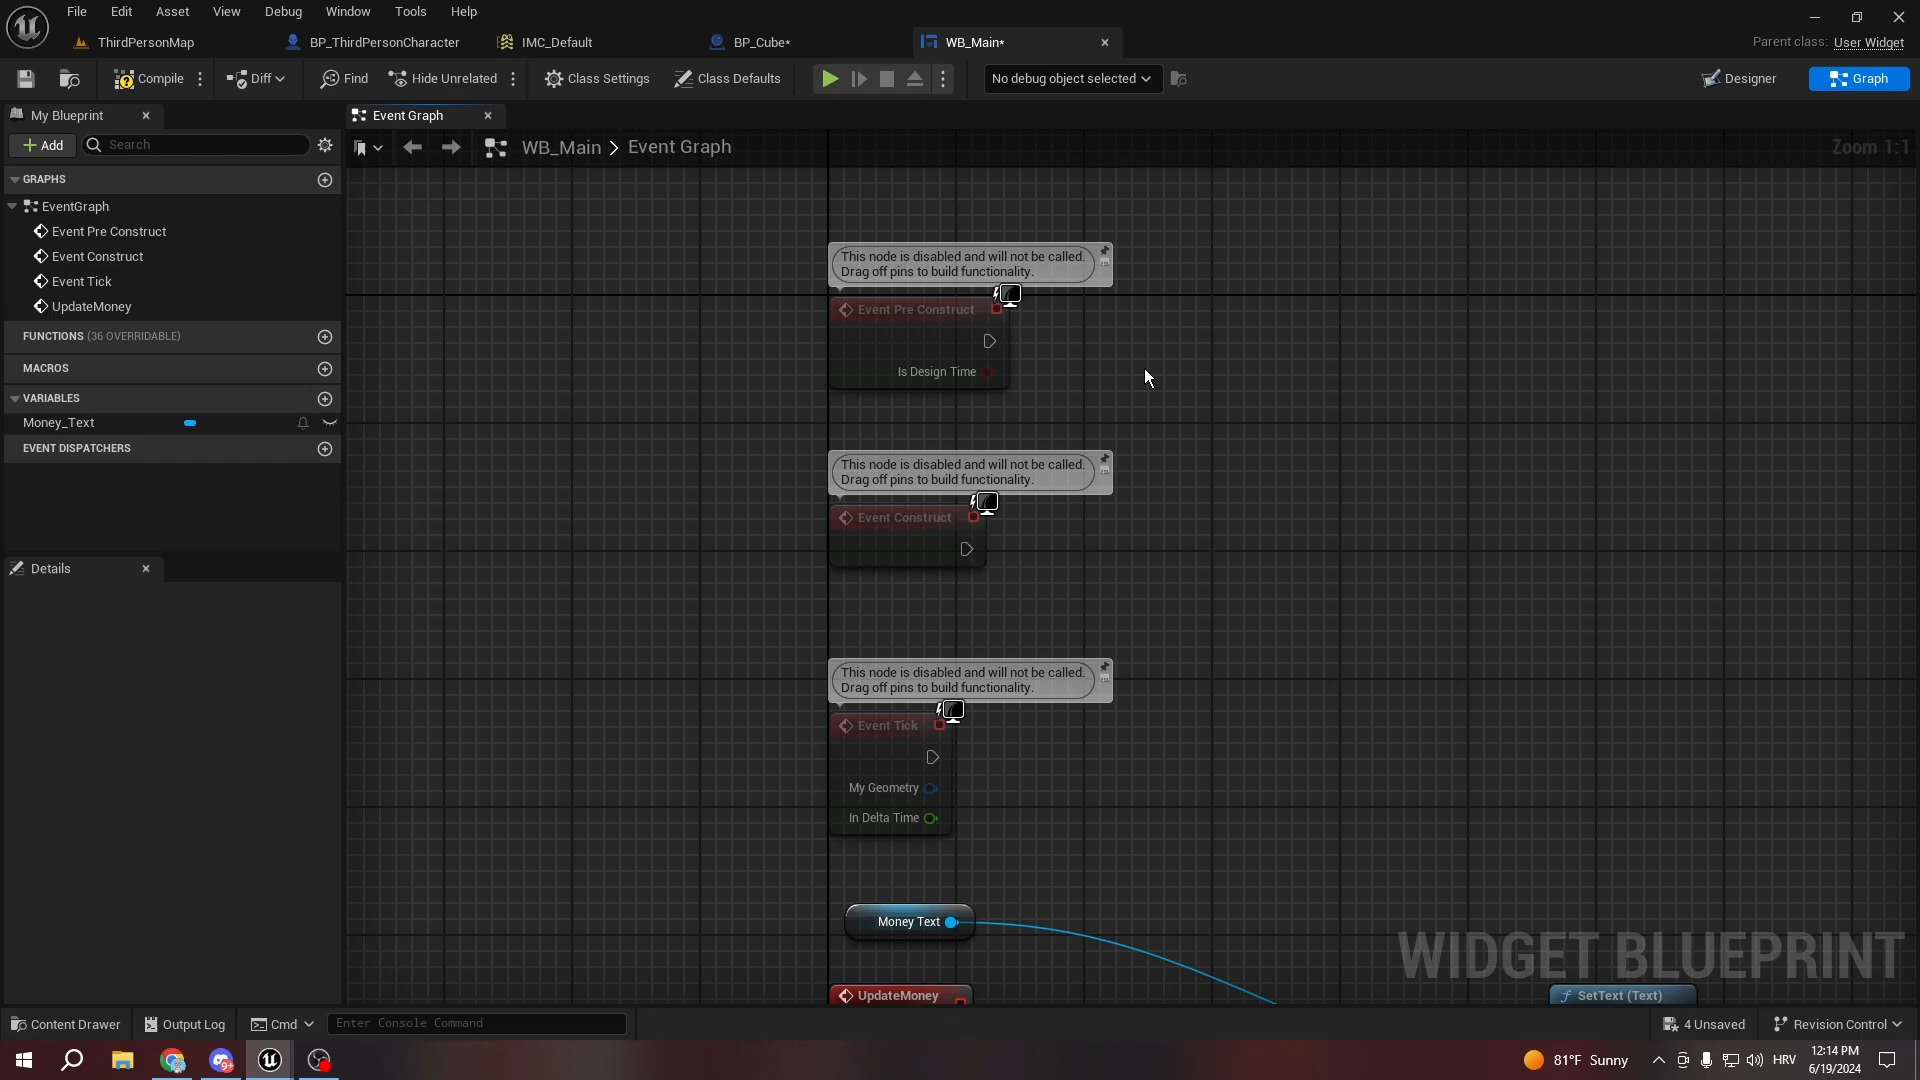 File Edit Asset View Debug Window Tools Help
ThirdPersonMap BP_ThirdPersonCharacter IMC_Default BP_Cube* WB_Main* Parent class: User Widget
Compile Diff Find Hide Unrelated Class Settings Class Defaults No debug object selected Designer Graph
My Blueprint
Event Graph
Add Search
WB_Main > Event Graph Zoom 1:1
GRAPHS
EventGraph
Event Pre Construct
Event Construct
Event Tick
UpdateMoney
FUNCTIONS (36 OVERRIDABLE)
MACROS
VARIABLES
Money_Text
EVENT DISPATCHERS
Details
This node is disabled and will not be called.
Drag off pins to build functionality.
Event Pre Construct
Is Design Time
This node is disabled and will not be called.
Drag off pins to build functionality.
Event Construct
This node is disabled and will not be called.
Drag off pins to build functionality.
Event Tick
My Geometry
In Delta Time
Money Text
WIDGET BLUEPRINT
UpdateMoney
SetText (Text)
Content Drawer Output Log Cmd Enter Console Command 4 Unsaved Revision Control
9+ 81°F Sunny HRV 12:14 PM
6/19/2024